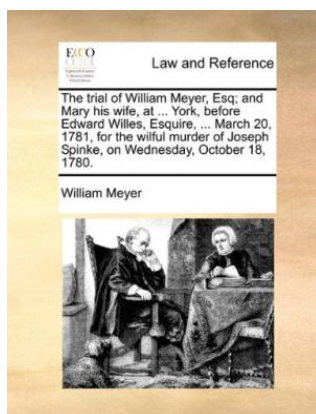 ECCO
Law and Reference
The trial of William Meyer, Esq; and
Mary his wife, at ... York, before
Edward Willes, Esquire, ... March 20,
1781, for the wilful murder of Joseph
Spinke, on Wednesday, October 18,
1780.
William Meyer